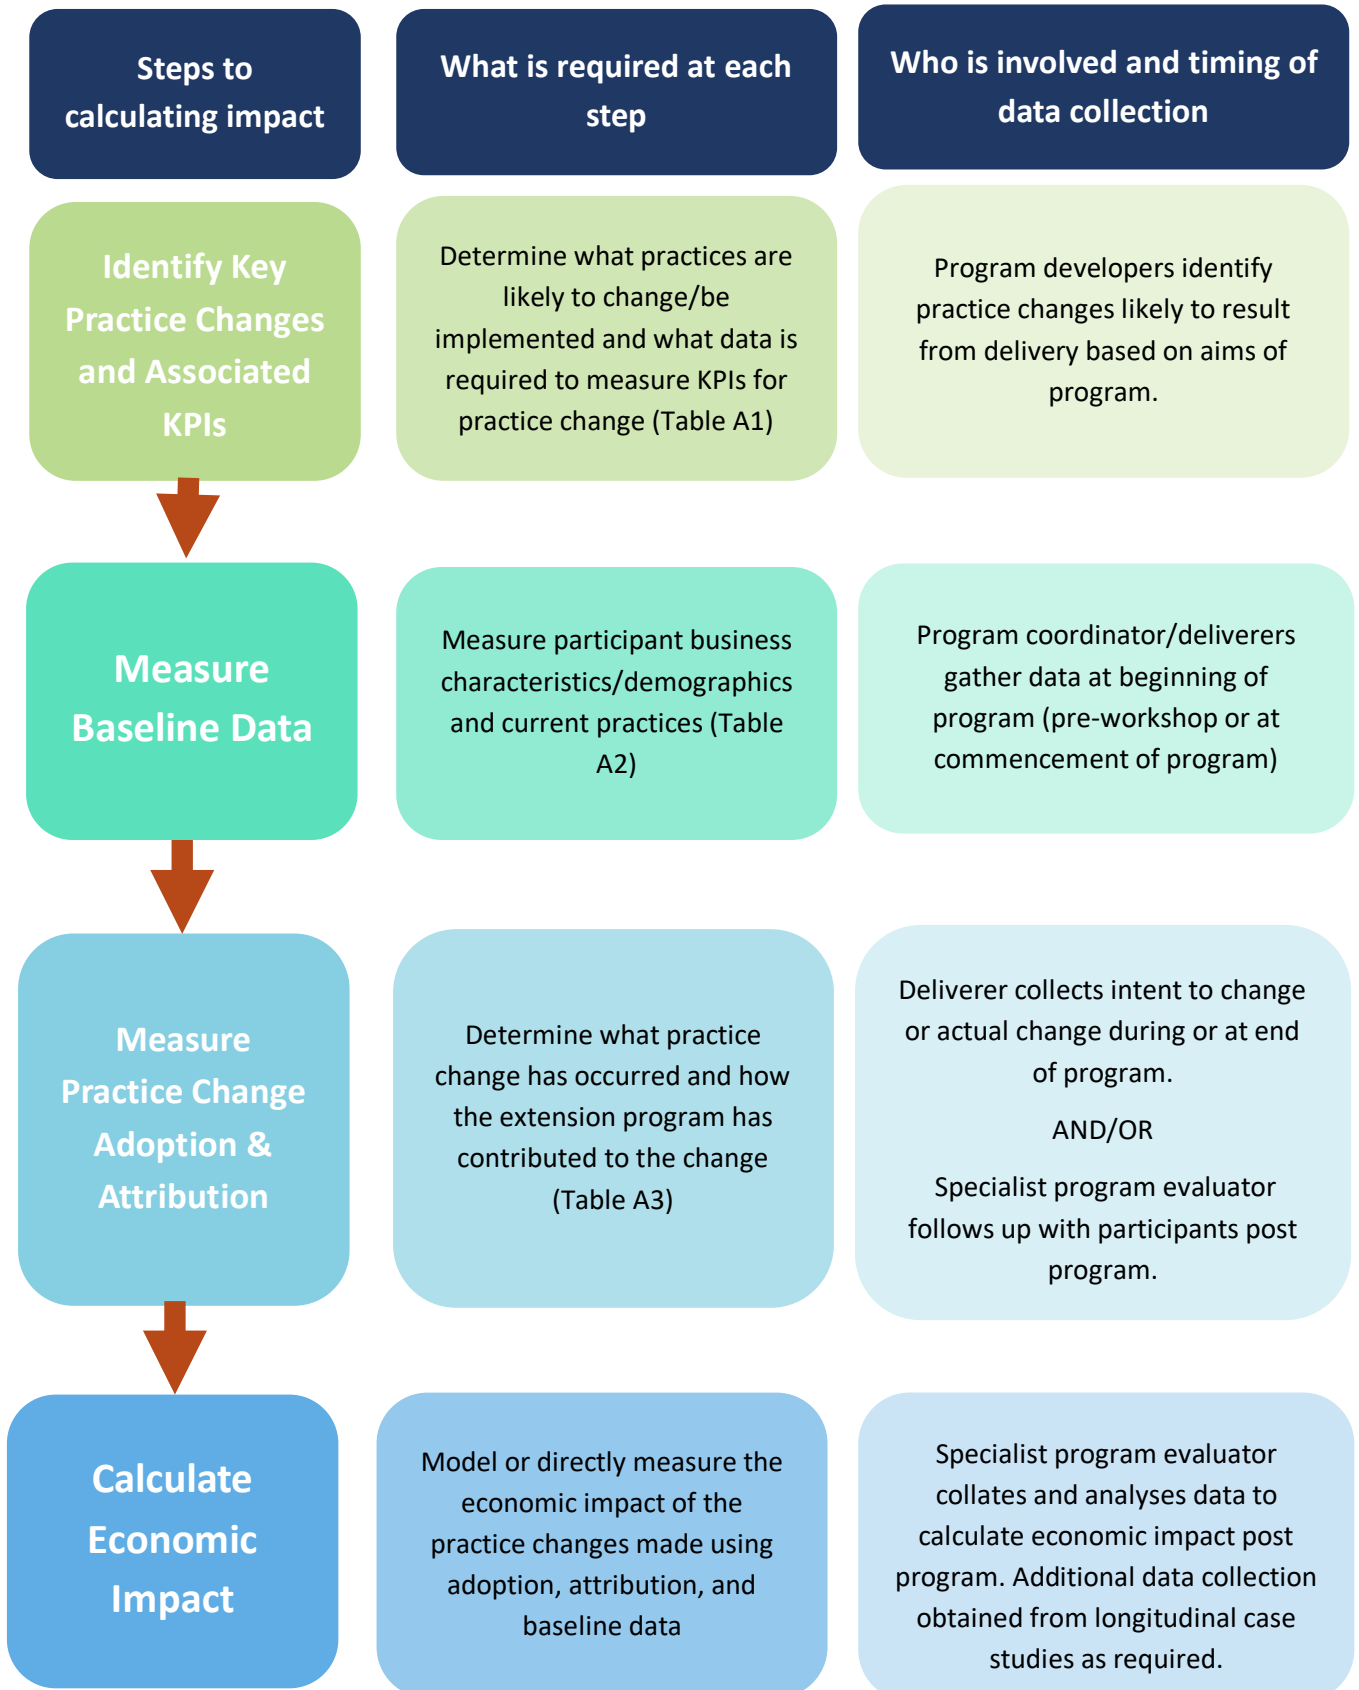 Steps to
calculating impact
What is required at each
step
Who is involved and timing of
data collection
Identify Key
Practice Changes
and Associated
KPIs
Determine what practices are
likely to change/be
implemented and what data is
required to measure KPIs for
practice change (Table A1)
Program developers identify
practice changes likely to result
from delivery based on aims of
program.
Measure
Baseline Data
Measure participant business
characteristics/demographics
and current practices (Table
A2)
Program coordinator/deliverers
gather data at beginning of
program (pre-workshop or at
commencement of program)
Measure
Practice Change
Adoption &
Attribution
Determine what practice
change has occurred and how
the extension program has
contributed to the change
(Table A3)
Deliverer collects intent to change
or actual change during or at end
of program.
AND/OR
Specialist program evaluator
follows up with participants post
program.
Calculate
Economic
Impact
Model or directly measure the
economic impact of the
practice changes made using
adoption, attribution, and
baseline data
Specialist program evaluator
collates and analyses data to
calculate economic impact post
program. Additional data collection
obtained from longitudinal case
studies as required.